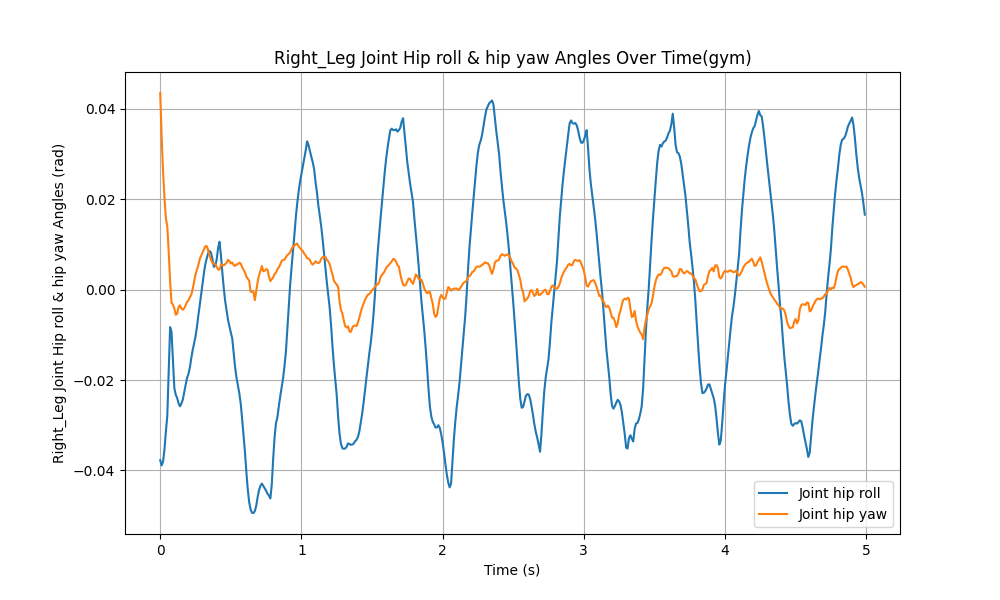 Right_Leg Joint Hip roll & hip yaw Angles Over Time(gym)
Right_Leg Joint Hip roll & hip yaw Angles (rad)
0.04
0.02
0.00
−0.02
−0.04
0 1 2 3 4 5
Time (s)
Joint hip roll
Joint hip yaw